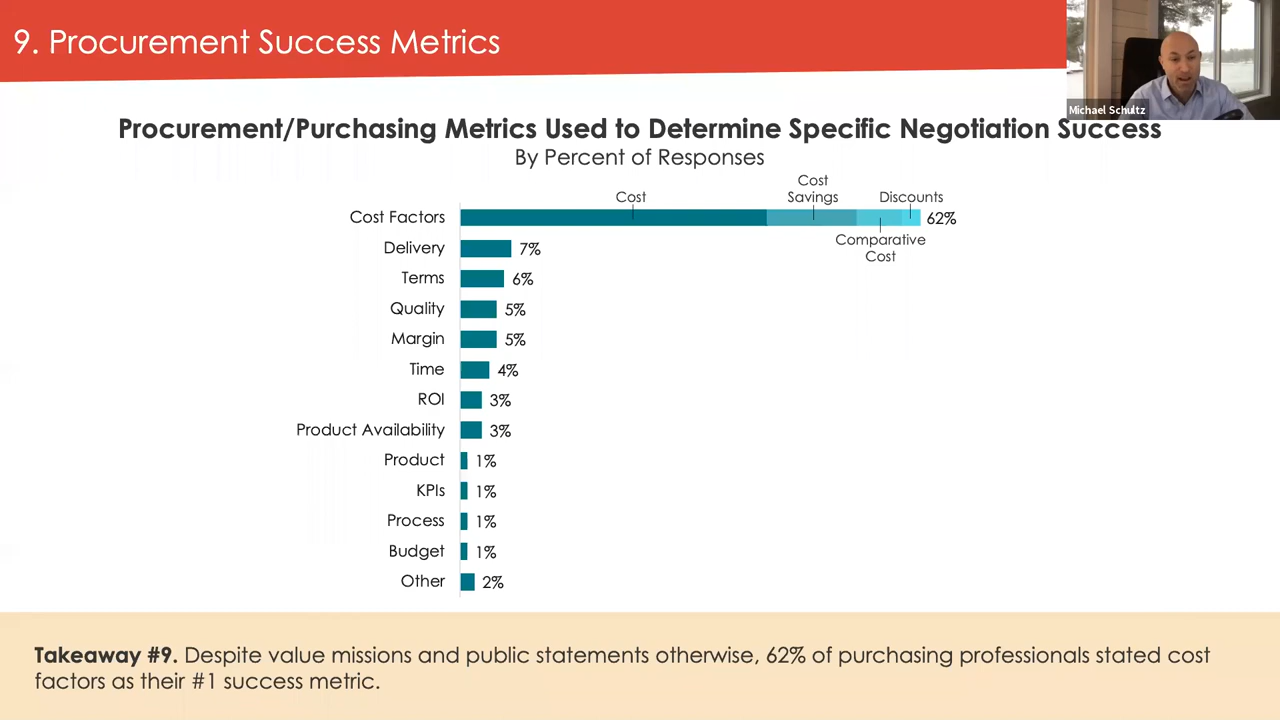 9. Procurement Success Metrics
Michael Schultz
Procurement/Purchasing Metrics Used to Determine Specific Negotiation Success
By Percent of Responses
Cost
Cost
Savings
Discounts
Cost Factors 62%
Comparative
Cost
Delivery 7%
Terms 6%
Quality 5%
Margin 5%
Time 4%
ROI 3%
Product Availability 3%
Product 1%
KPIs 1%
Process 1%
Budget 1%
Other 2%
Takeaway #9. Despite value missions and public statements otherwise, 62% of purchasing professionals stated cost
factors as their #1 success metric.